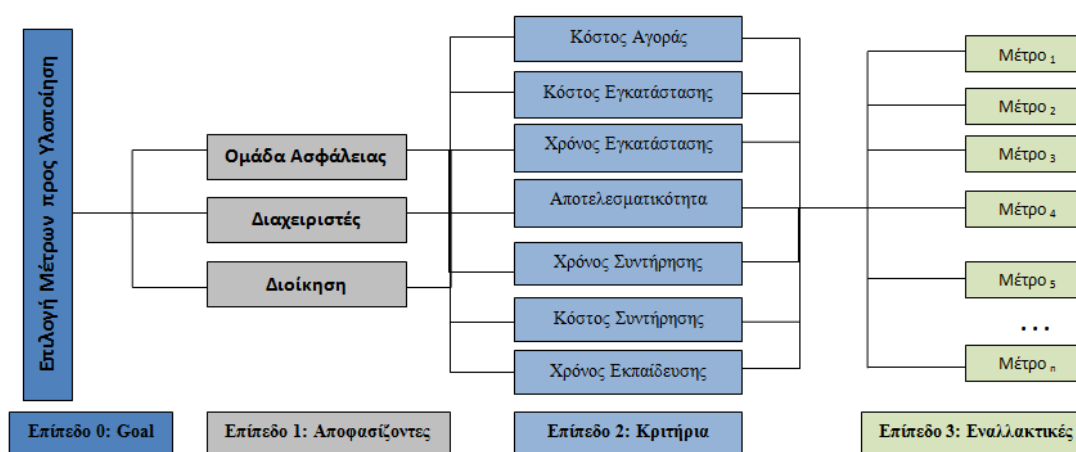 Επιλογή Μέτρων προς Υλοποίηση
Ομάδα Ασφάλειας
Διαχειριστές
Διοίκηση
Κόστος Αγοράς
Κόστος Εγκατάστασης
Χρόνος Εγκατάστασης
Αποτελεσματικότητα
Χρόνος Συντήρησης
Κόστος Συντήρησης
Χρόνος Εκπαίδευσης
Μέτρο 1
Μέτρο 2
Μέτρο 3
Μέτρο 4
Μέτρο 5
...
Μέτρο n
Επίπεδο 0: Goal
Επίπεδο 1: Αποφασίζοντες
Επίπεδο 2: Κριτήρια
Επίπεδο 3: Εναλλακτικές